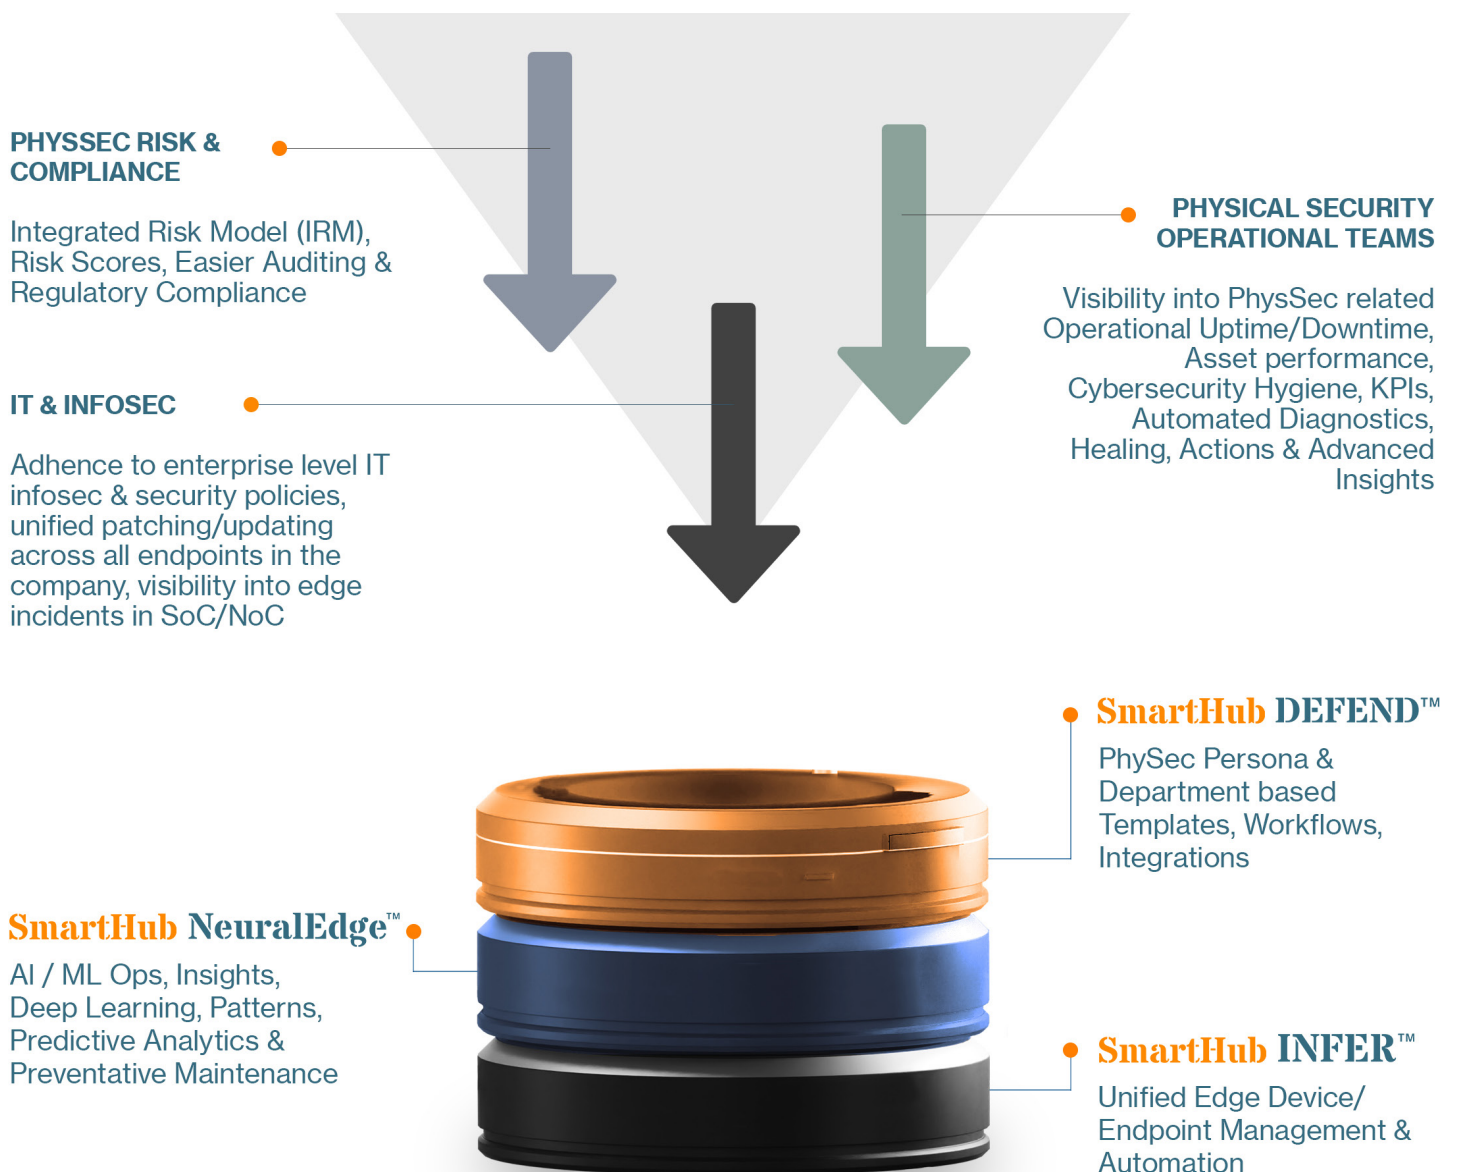 PHYSSEC RISK &
COMPLIANCE
Integrated Risk Model (IRM),
Risk Scores, Easier Auditing &
Regulatory Compliance
PHYSICAL SECURITY
OPERATIONAL TEAMS
Visibility into PhysSec related
Operational Uptime/Downtime,
Asset performance,
Cybersecurity Hygiene, KPIs,
Automated Diagnostics,
Healing, Actions & Advanced
Insights
IT & INFOSEC
Adhence to enterprise level IT
infosec & security policies,
unified patching/updating
across all endpoints in the
company, visibility into edge
incidents in SoC/NoC
SmartHub DEFEND™
PhySec Persona &
Department based
Templates, Workflows,
Integrations
SmartHub NeuralEdge™
AI / ML Ops, Insights,
Deep Learning, Patterns,
Predictive Analytics &
Preventative Maintenance
SmartHub INFER™
Unified Edge Device/
Endpoint Management &
Automation